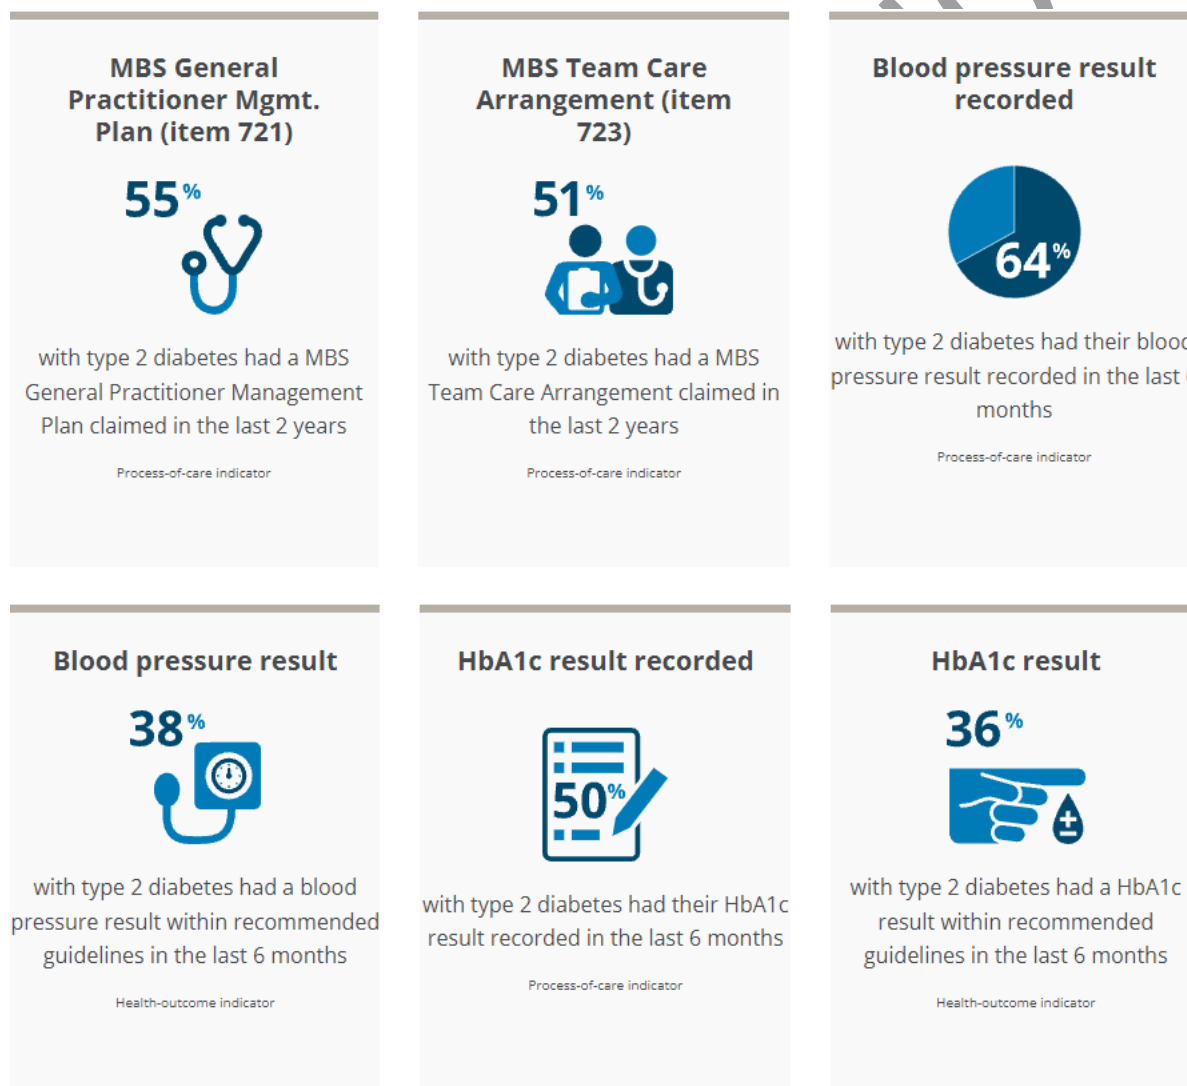 MBS General
Practitioner Mgmt.
Plan (item 721)
55%
with type 2 diabetes had a MBS
General Practitioner Management
Plan claimed in the last 2 years
Process-of-care indicator
MBS Team Care
Arrangement (item
723)
51%
with type 2 diabetes had a MBS
Team Care Arrangement claimed in
the last 2 years
Process-of-care indicator
Blood pressure result
recorded
64%
with type 2 diabetes had their blood
pressure result recorded in the last
months
Process-of-care indicator
Blood pressure result
38%
with type 2 diabetes had a blood
pressure result within recommended
guidelines in the last 6 months
Health-outcome indicator
HbA1c result recorded
50%
with type 2 diabetes had their HbA1c
result recorded in the last 6 months
Process-of-care indicator
HbA1c result
36%
with type 2 diabetes had a HbA1c
result within recommended
guidelines in the last 6 months
Health-outcome indicator